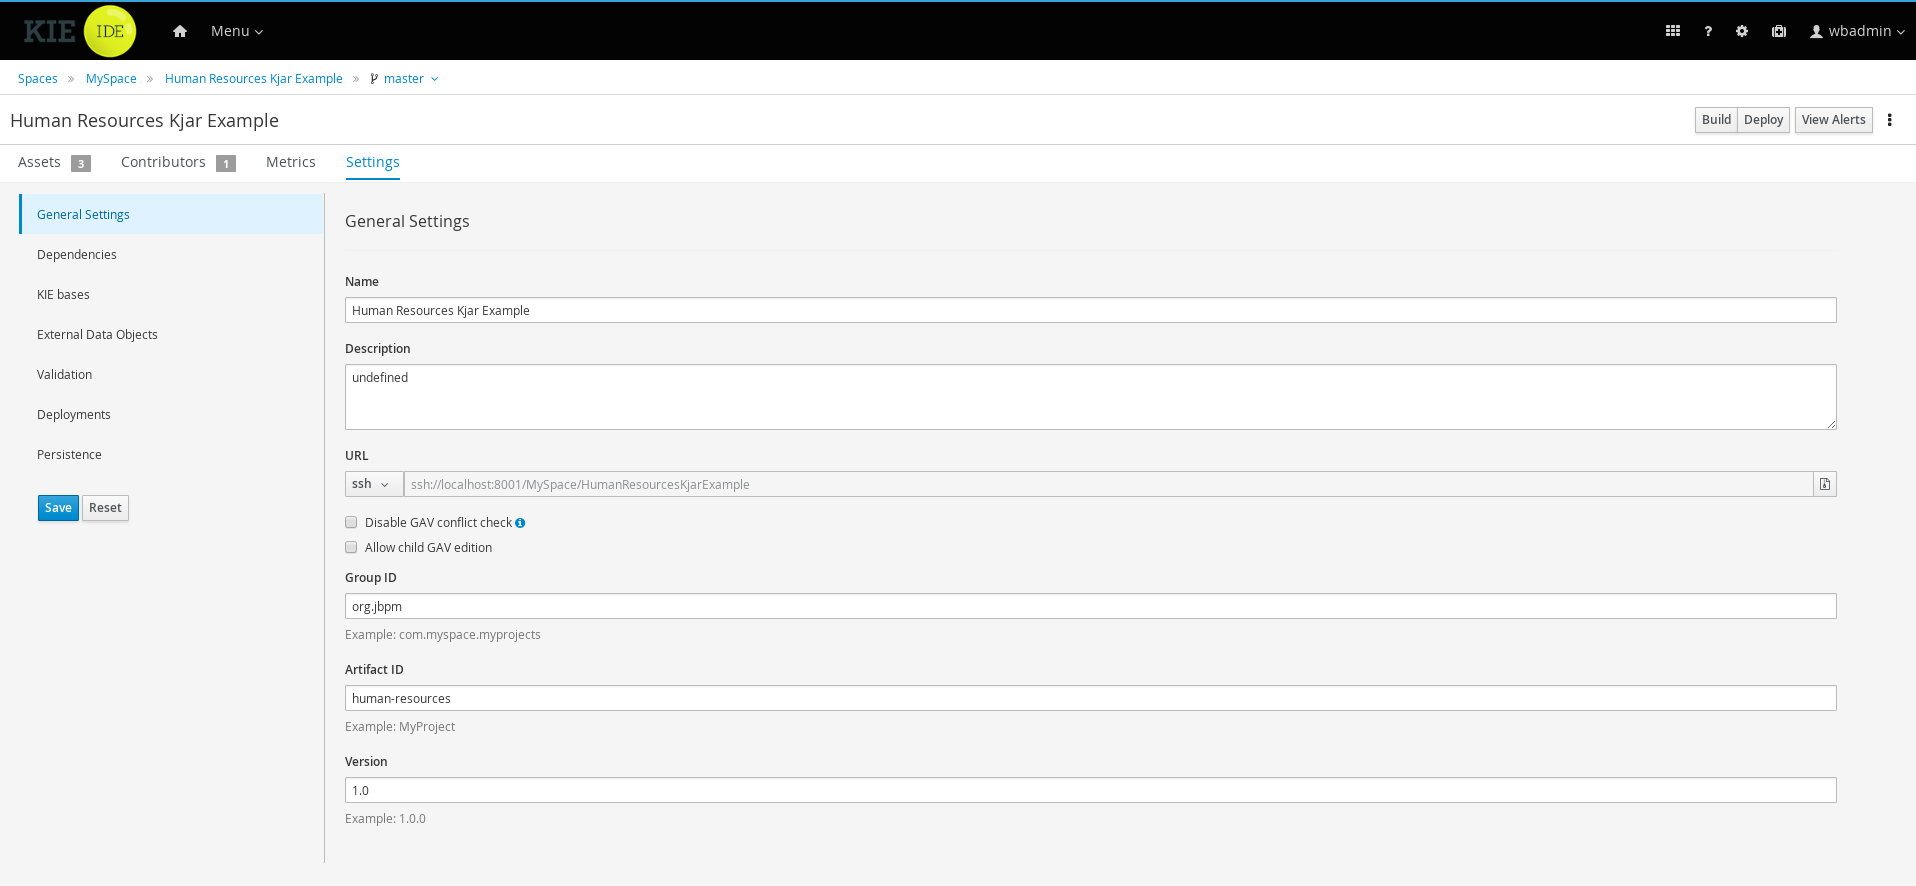 KIE IDE Menu ? wbadmin
Spaces » MySpace » Human Resources Kjar Example » master
Human Resources Kjar Example Build Deploy View Alerts
Assets 3 Contributors 1 Metrics Settings
General Settings
Dependencies
KIE bases
External Data Objects
Validation
Deployments
Persistence
Save Reset
General Settings
Name
Human Resources Kjar Example
Description
undefined
URL
ssh ssh://localhost:8001/MySpace/HumanResourcesKjarExample
Disable GAV conflict check
Allow child GAV edition
Group ID
org.jbpm
Example: com.myspace.myprojects
Artifact ID
human-resources
Example: MyProject
Version
1.0
Example: 1.0.0